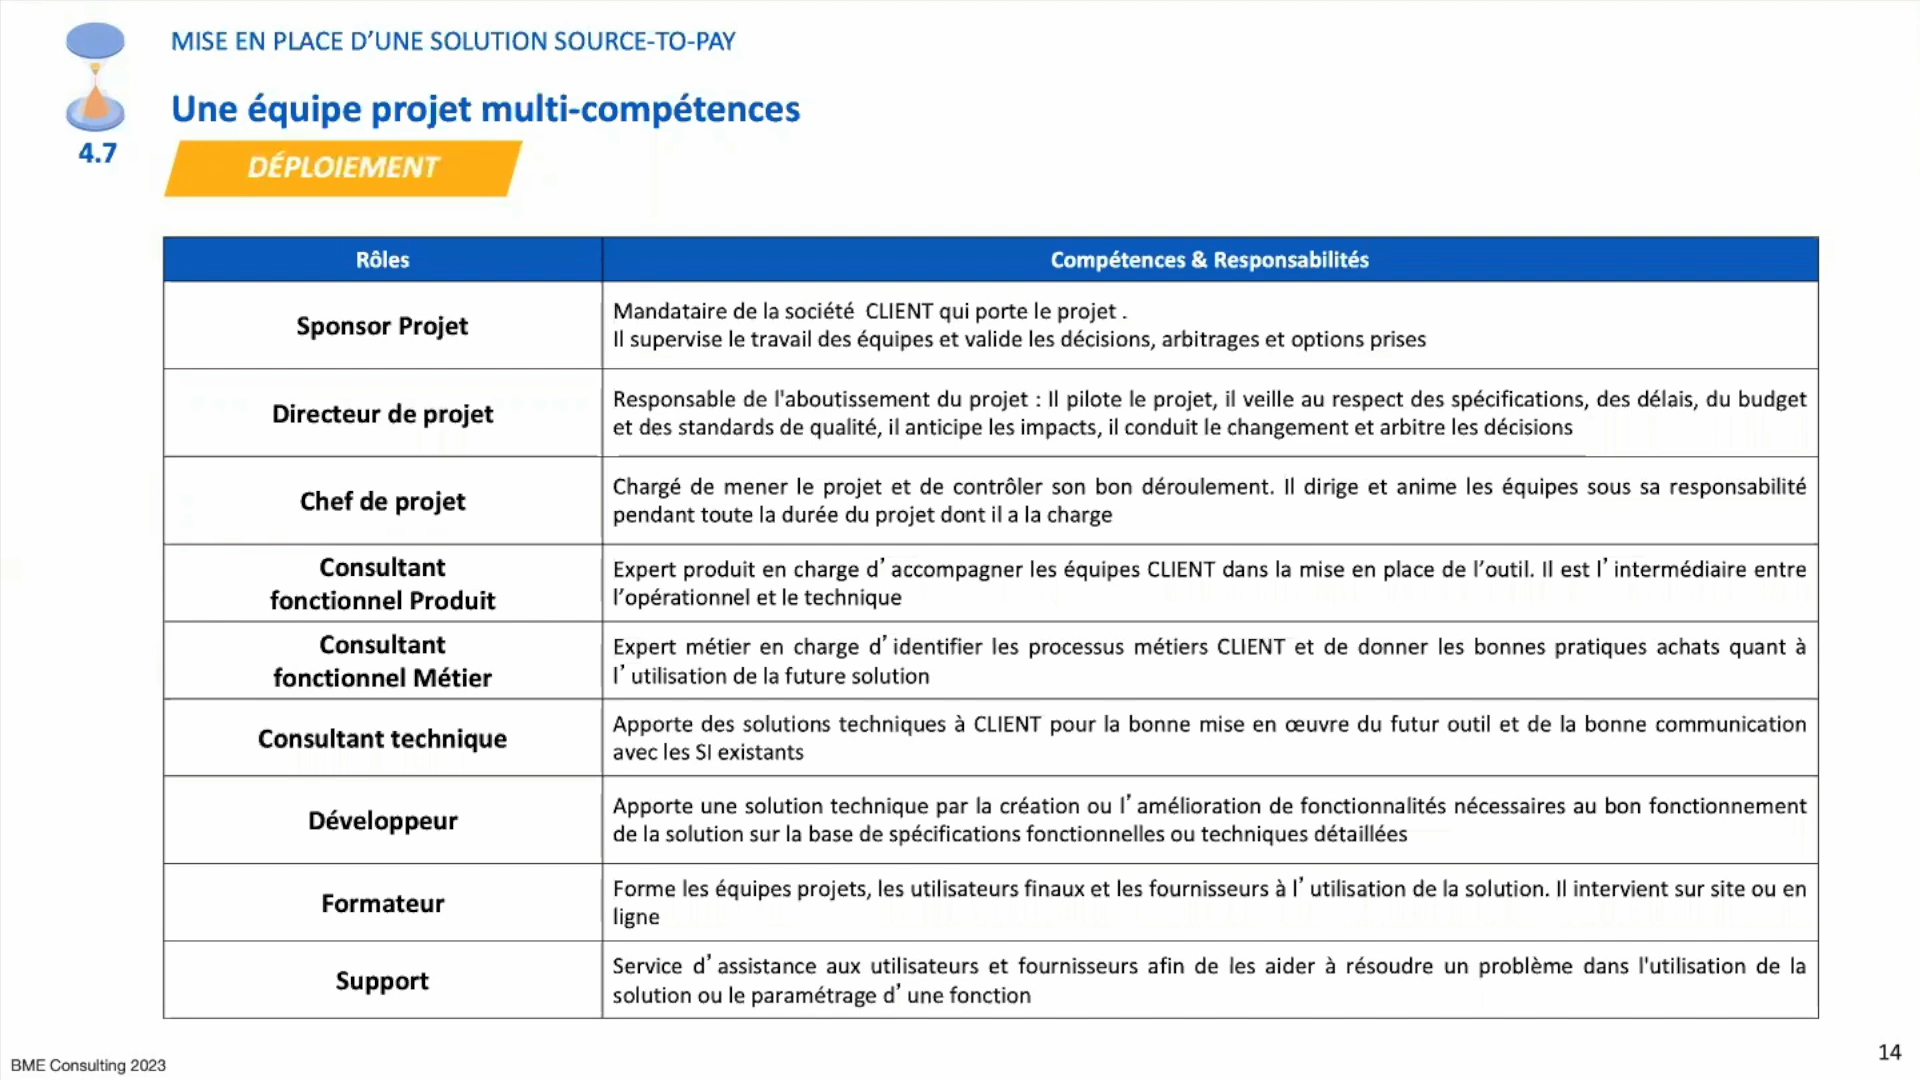 MISE EN PLACE D’UNE SOLUTION SOURCE-TO-PAY
Une équipe projet multi-compétences
4.7
DÉPLOIEMENT
Rôles
Compétences & Responsabilités
Sponsor Projet
Mandataire de la société  CLIENT qui porte le projet .
Il supervise le travail des équipes et valide les décisions, arbitrages et options prises
Directeur de projet
Responsable de l'aboutissement du projet : Il pilote le projet, il veille au respect des spécifications, des délais, du budget
et des standards de qualité, il anticipe les impacts, il conduit le changement et arbitre les décisions
Chef de projet
Chargé de mener le projet et de contrôler son bon déroulement. Il dirige et anime les équipes sous sa responsabilité
pendant toute la durée du projet dont il a la charge
Consultant
fonctionnel Produit
Expert produit en charge d’ accompagner les équipes CLIENT dans la mise en place de l’outil. Il est l’ intermédiaire entre
l’opérationnel et le technique
Consultant
fonctionnel Métier
Expert métier en charge d’ identifier les processus métiers CLIENT et de donner les bonnes pratiques achats quant à
l’ utilisation de la future solution
Consultant technique
Apporte des solutions techniques à CLIENT pour la bonne mise en œuvre du futur outil et de la bonne communication
avec les SI existants
Développeur
Apporte une solution technique par la création ou l’ amélioration de fonctionnalités nécessaires au bon fonctionnement
de la solution sur la base de spécifications fonctionnelles ou techniques détaillées
Formateur
Forme les équipes projets, les utilisateurs finaux et les fournisseurs à l’ utilisation de la solution. Il intervient sur site ou en
ligne
Support
Service d’ assistance aux utilisateurs et fournisseurs afin de les aider à résoudre un problème dans l'utilisation de la
solution ou le paramétrage d’ une fonction
BME Consulting 2023
14